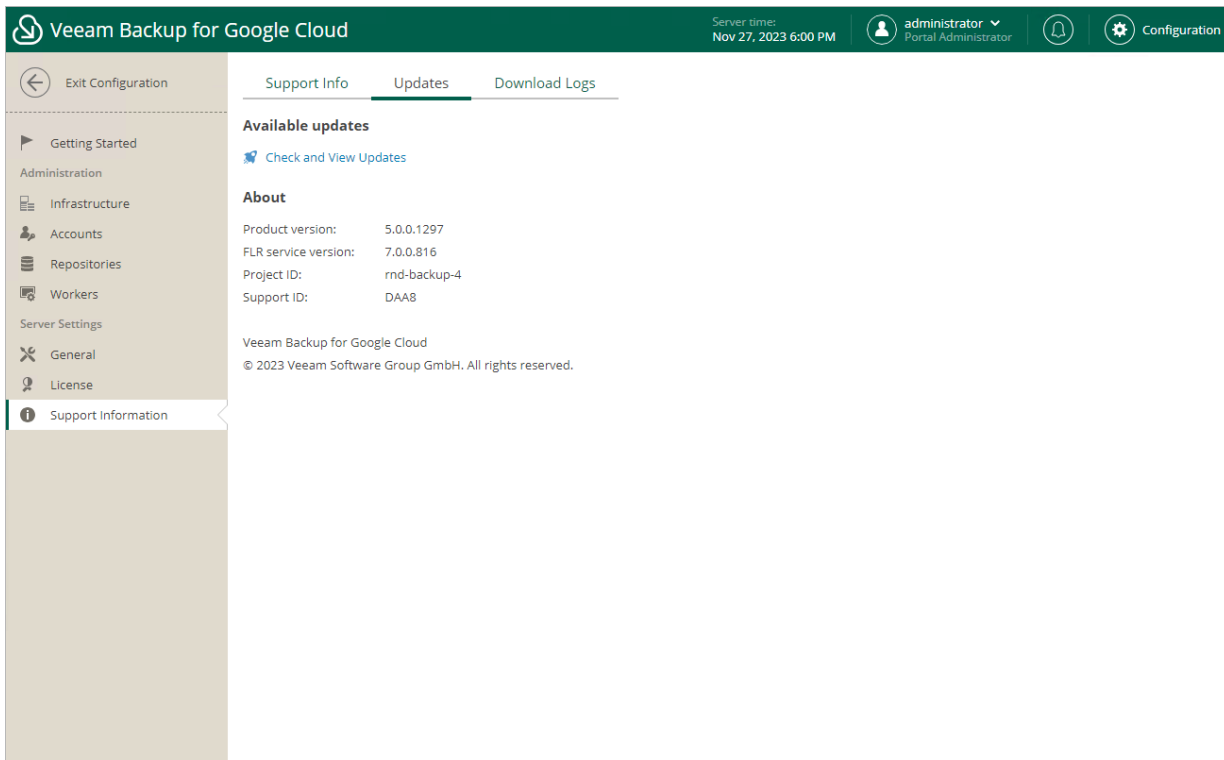 Veeam Backup for Google Cloud
Server time:
Nov 27, 2023 6:00 PM
administrator
Portal Administrator
Configuration
Exit Configuration
Getting Started
Administration
Infrastructure
Accounts
Repositories
Workers
Server Settings
General
License
Support Information
Support Info Updates Download Logs
Available updates
Check and View Updates
About
Product version: 5.0.0.1297
FLR service version: 7.0.0.816
Project ID: rnd-backup-4
Support ID: DAA8
Veeam Backup for Google Cloud
© 2023 Veeam Software Group GmbH. All rights reserved.